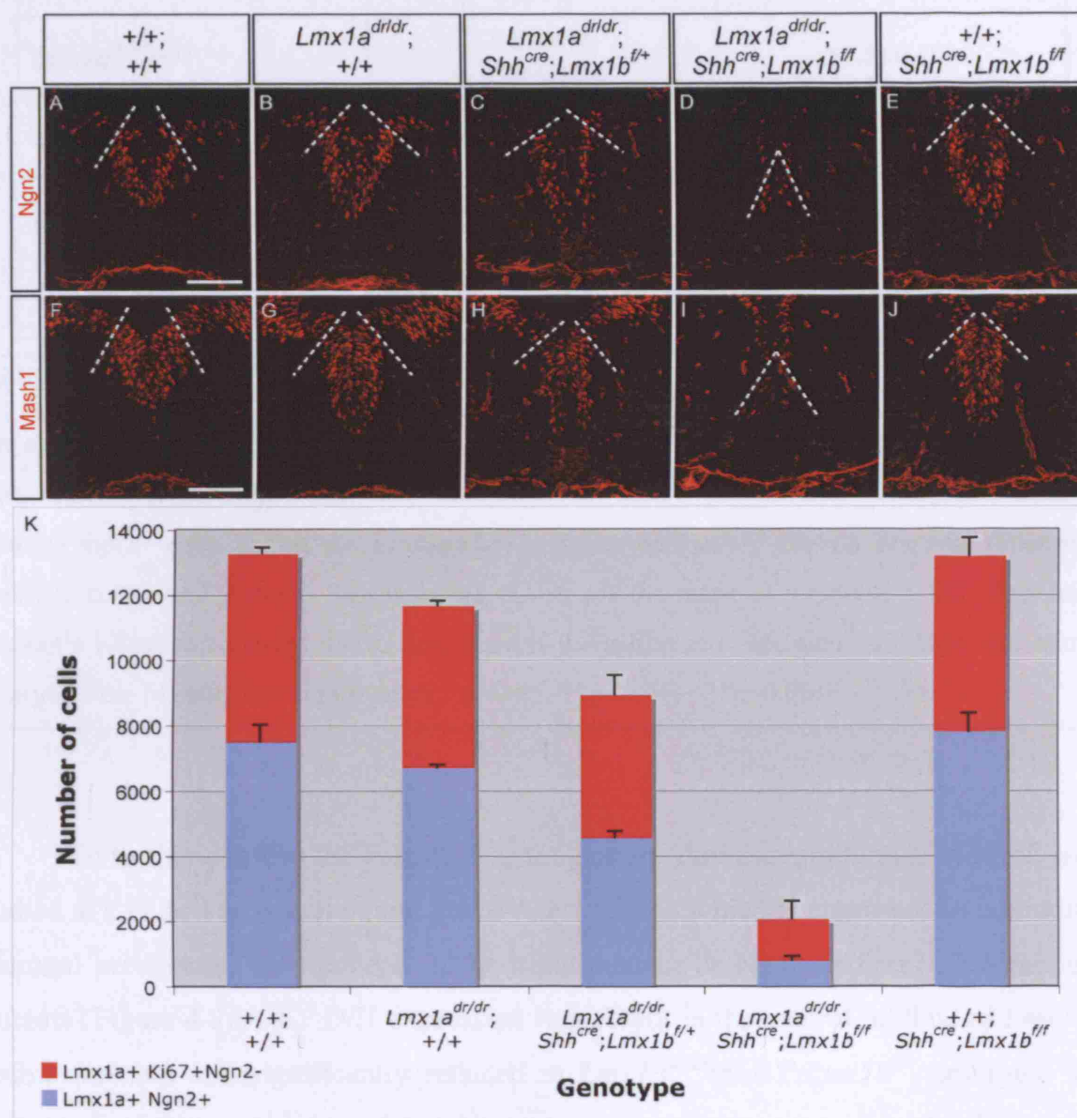 +/+; Lmx1a^dr/dr; Lmx1a^dr/dr; Lmx1a^dr/dr; +/+;
+/+ +/+ Shh^cre;Lmx1b^f/+ Shh^cre;Lmx1b^f/f Shh^cre;Lmx1b^f/f
Ngn2
A B C D E
Mash1
F G H I J
K
14000
12000
10000
8000
6000
4000
2000
0
Number of cells
+/+; Lmx1a^dr/dr; Lmx1a^dr/dr; Lmx1a^dr/dr; +/+;
+/+ +/+ Shh^cre;Lmx1b^f/+ Shh^cre;Lmx1b^f/f Shh^cre;Lmx1b^f/f
Genotype
Lmx1a+ Ki67+Ngn2-
Lmx1a+ Ngn2+